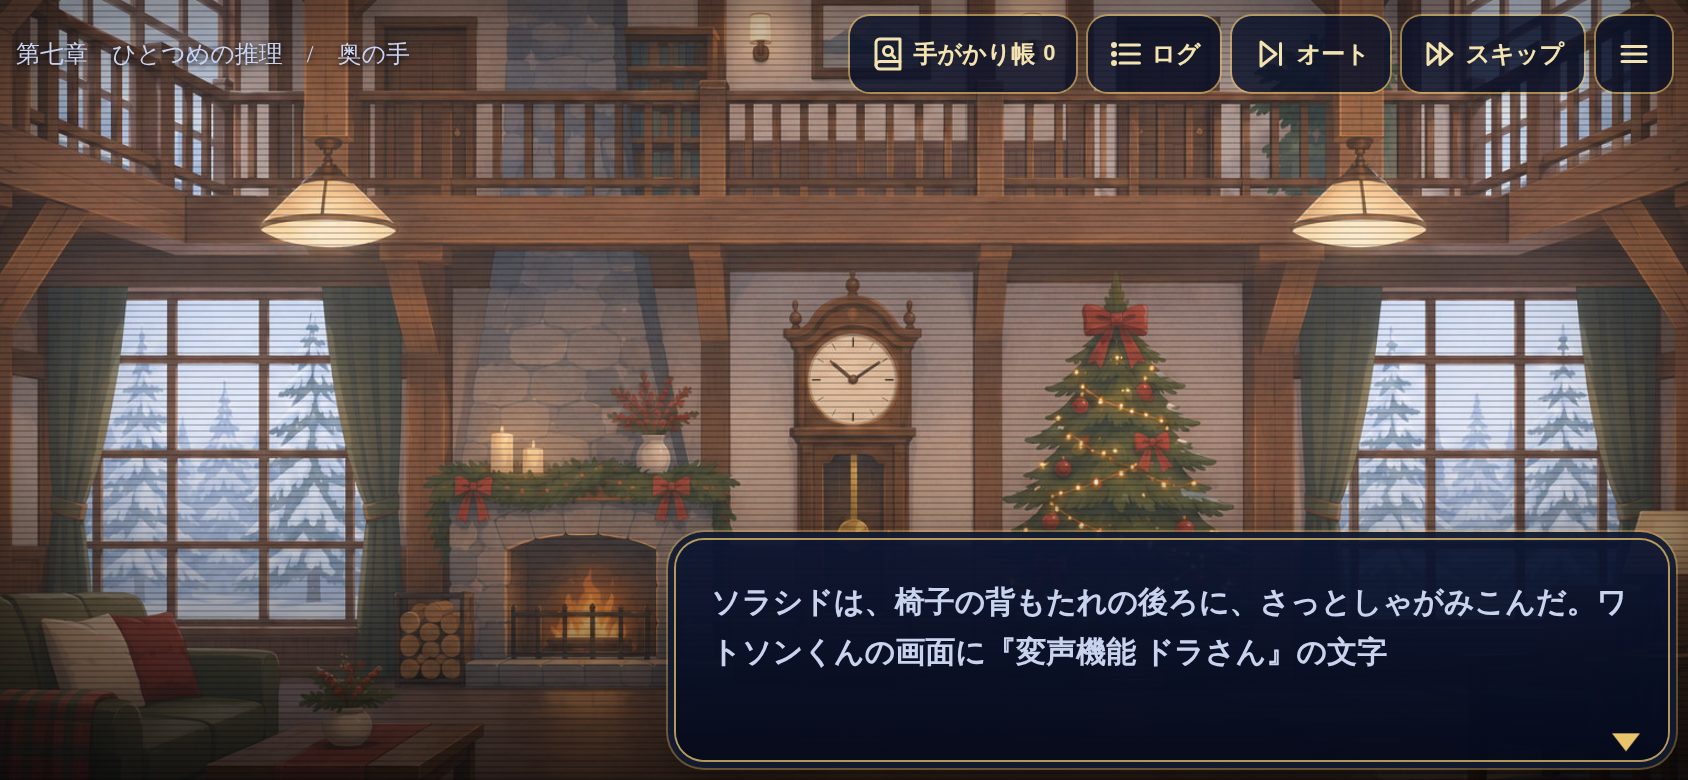 第七章　ひとつめの推理　/　奥の手
手がかり帳 0
ログ
オート
スキップ
ソラシドは、椅子の背もたれの後ろに、さっとしゃがみこんだ。ワ
トソンくんの画面に『変声機能 ドラさん』の文字